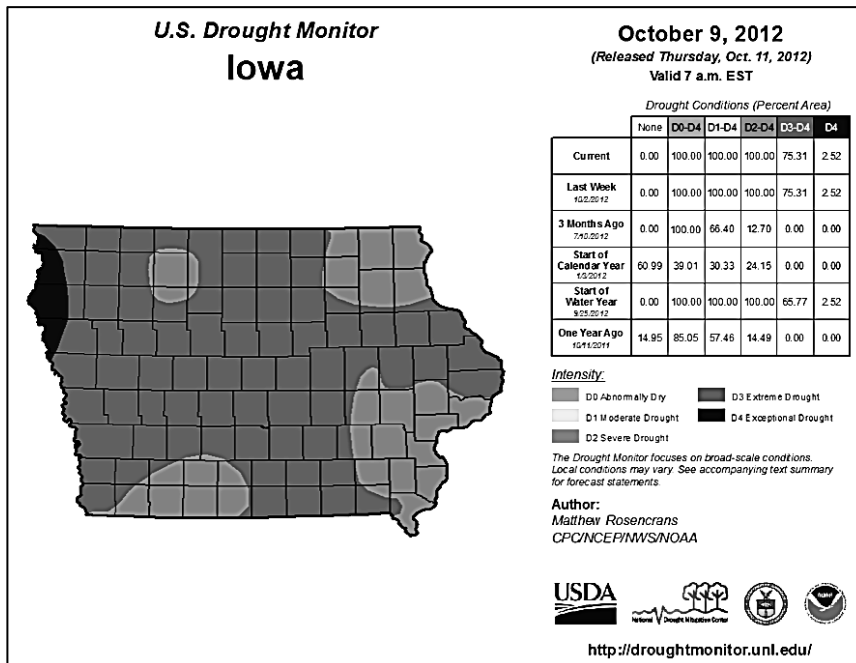 U.S. Drought Monitor
Iowa
October 9, 2012
(Released Thursday, Oct. 11, 2012)
Valid 7 a.m. EST
Drought Conditions (Percent Area)
None D0-D4 D1-D4 D2-D4 D3-D4 D4
Current 0.00 100.00 100.00 100.00 75.31 2.52
Last Week 0.00 100.00 100.00 100.00 75.31 2.52
10/2/2012
3 Months Ago 0.00 100.00 66.40 12.70 0.00 0.00
7/10/2012
Start of
Calendar Year 60.99 39.01 30.33 24.15 0.00 0.00
1/3/2012
Start of
Water Year 0.00 100.00 100.00 100.00 65.77 2.52
9/25/2012
One Year Ago 14.95 85.05 57.46 14.49 0.00 0.00
10/11/2011
Intensity:
D0 Abnormally Dry D3 Extreme Drought
D1 Moderate Drought D4 Exceptional Drought
D2 Severe Drought
The Drought Monitor focuses on broad-scale conditions.
Local conditions may vary. See accompanying text summary
for forecast statements.
Author:
Matthew Rosencrans
CPC/NCEP/NWS/NOAA
USDA
National Drought Mitigation Center
http://droughtmonitor.unl.edu/